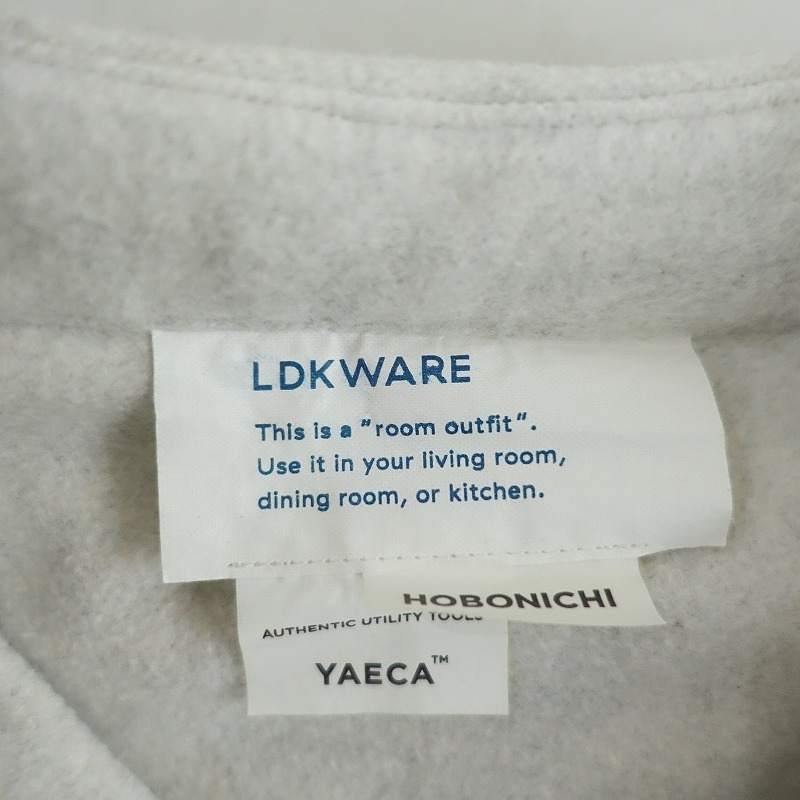 LDKWARE
This is a "room outfit".
Use it in your living room,
dining room, or kitchen.
HOBONICHI
AUTHENTIC UTILITY TOOLS
YAECA™